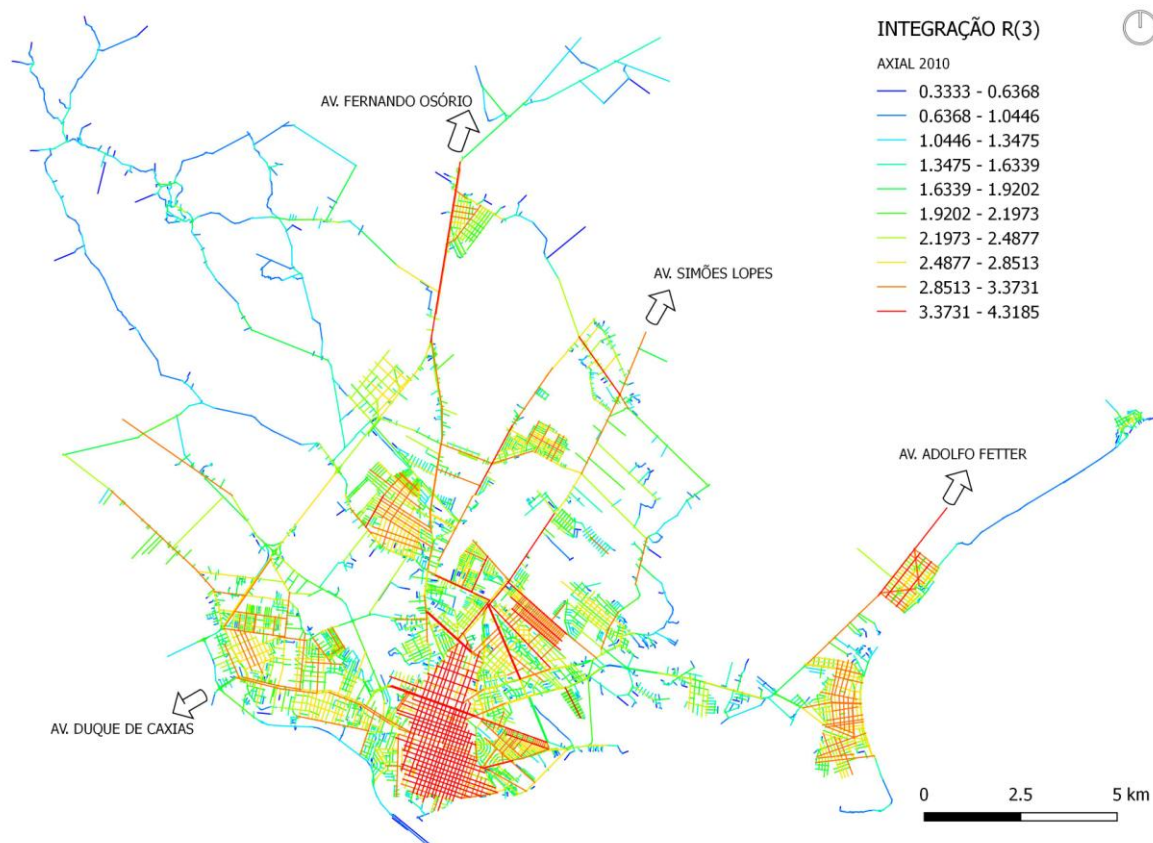 INTEGRAÇÃO R(3)
AXIAL 2010
0.3333 - 0.6368
0.6368 - 1.0446
1.0446 - 1.3475
1.3475 - 1.6339
1.6339 - 1.9202
1.9202 - 2.1973
2.1973 - 2.4877
2.4877 - 2.8513
2.8513 - 3.3731
3.3731 - 4.3185
AV. FERNANDO OSÓRIO
AV. SIMÕES LOPES
AV. ADOLFO FETTER
AV. DUQUE DE CAXIAS
0 2.5 5 km